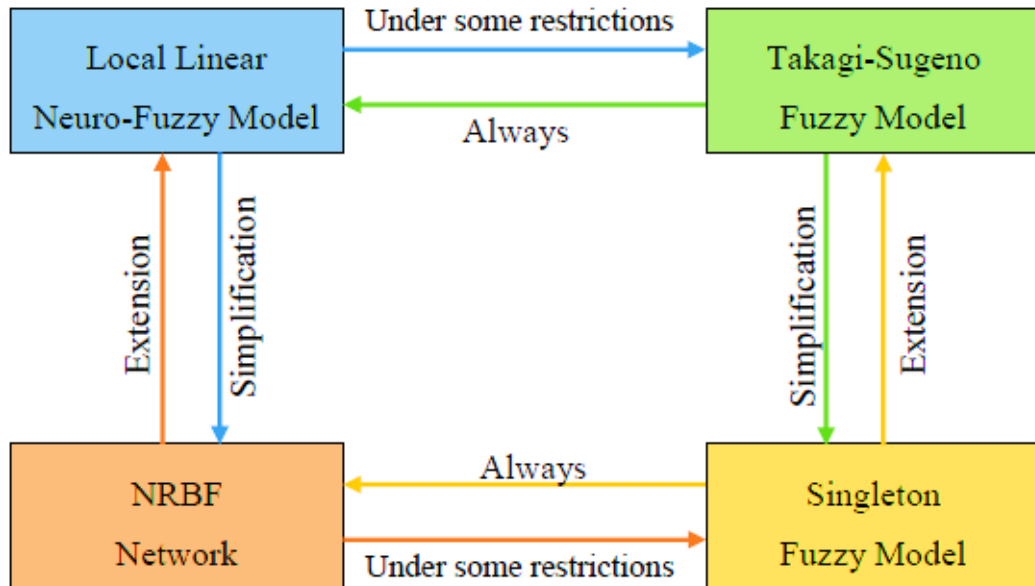 Under some restrictions
Local Linear
Neuro-Fuzzy Model
Takagi-Sugeno
Fuzzy Model
Always
Extension
Simplification
Simplification
Extension
Always
NRBF
Network
Singleton
Fuzzy Model
Under some restrictions